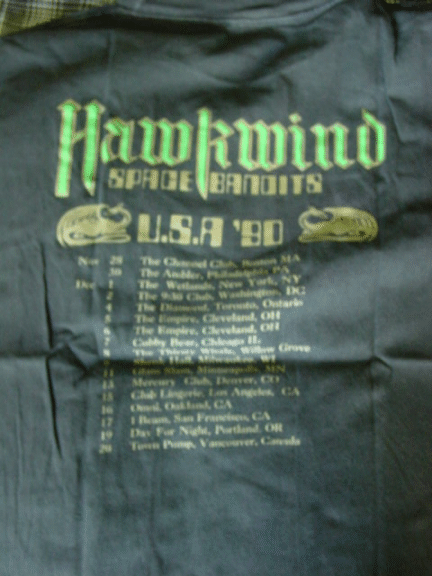 Hawkwind
SPACE BANDITS
U.S.A '90
Nov 28 The Channel Club, Boston MA
30 The Ambler, Philadelphia, PA
Dec 1 The Wetlands, New York, NY
2 The 9:30 Club, Washington, DC
4 The Diamond, Toronto, Ontario
5 The Empire, Cleveland, OH
6 The Empire, Cleveland, OH
7 Cubby Bear, Chicago IL
8 The Thirsty Whale, Willow Grove
Hall, Milwaukee, WI
11 Glam Slam, Minneapolis, MN
13 Mercury Club, Denver, CO
15 Club Lingerie, Los Angeles, CA
16 Omni, Oakland, CA
17 I Beam, San Francisco, CA
19 Day For Night, Portland, OR
20 Town Pump, Vancouver, Canada